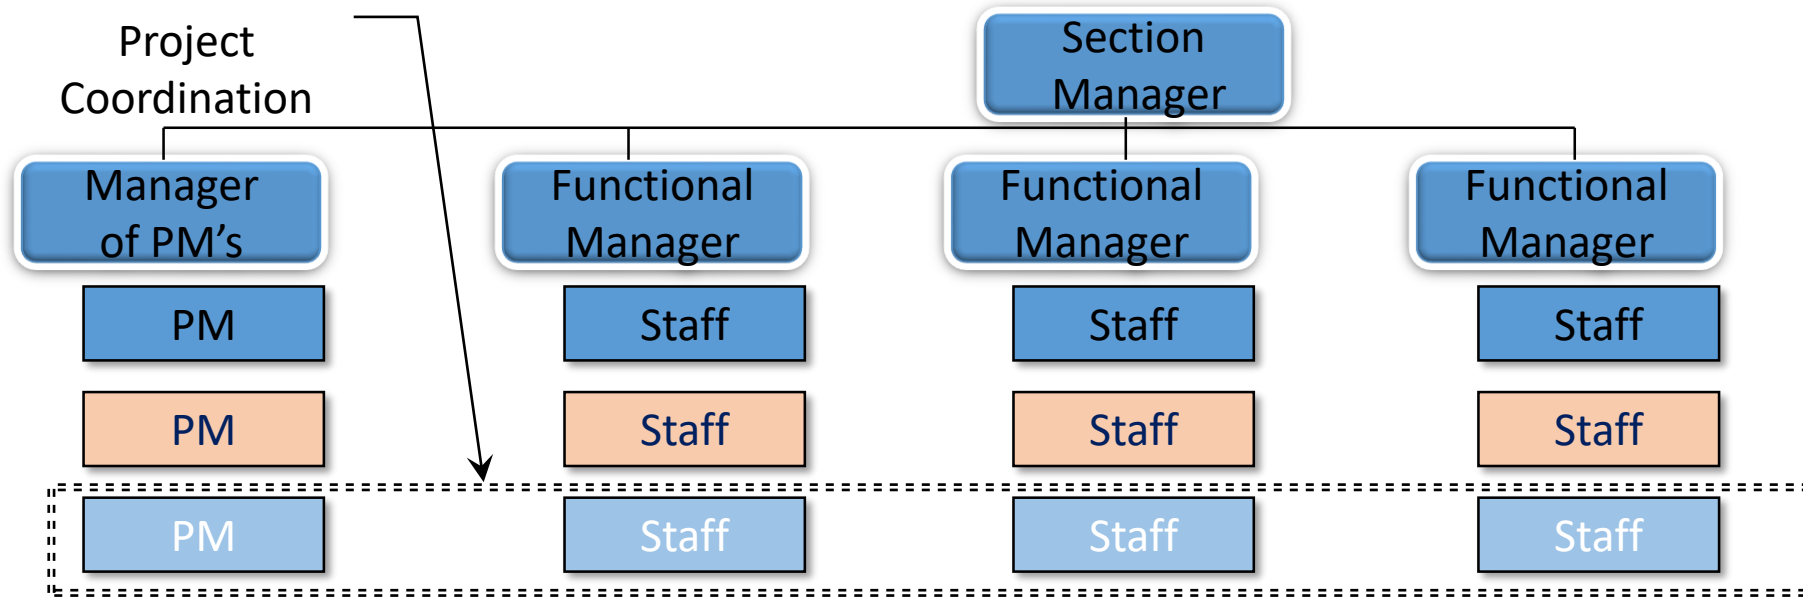 Project
Coordination
Section
Manager
Manager
of PM’s
Functional
Manager
Functional
Manager
Functional
Manager
PM
Staff
Staff
Staff
PM
Staff
Staff
Staff
PM
Staff
Staff
Staff